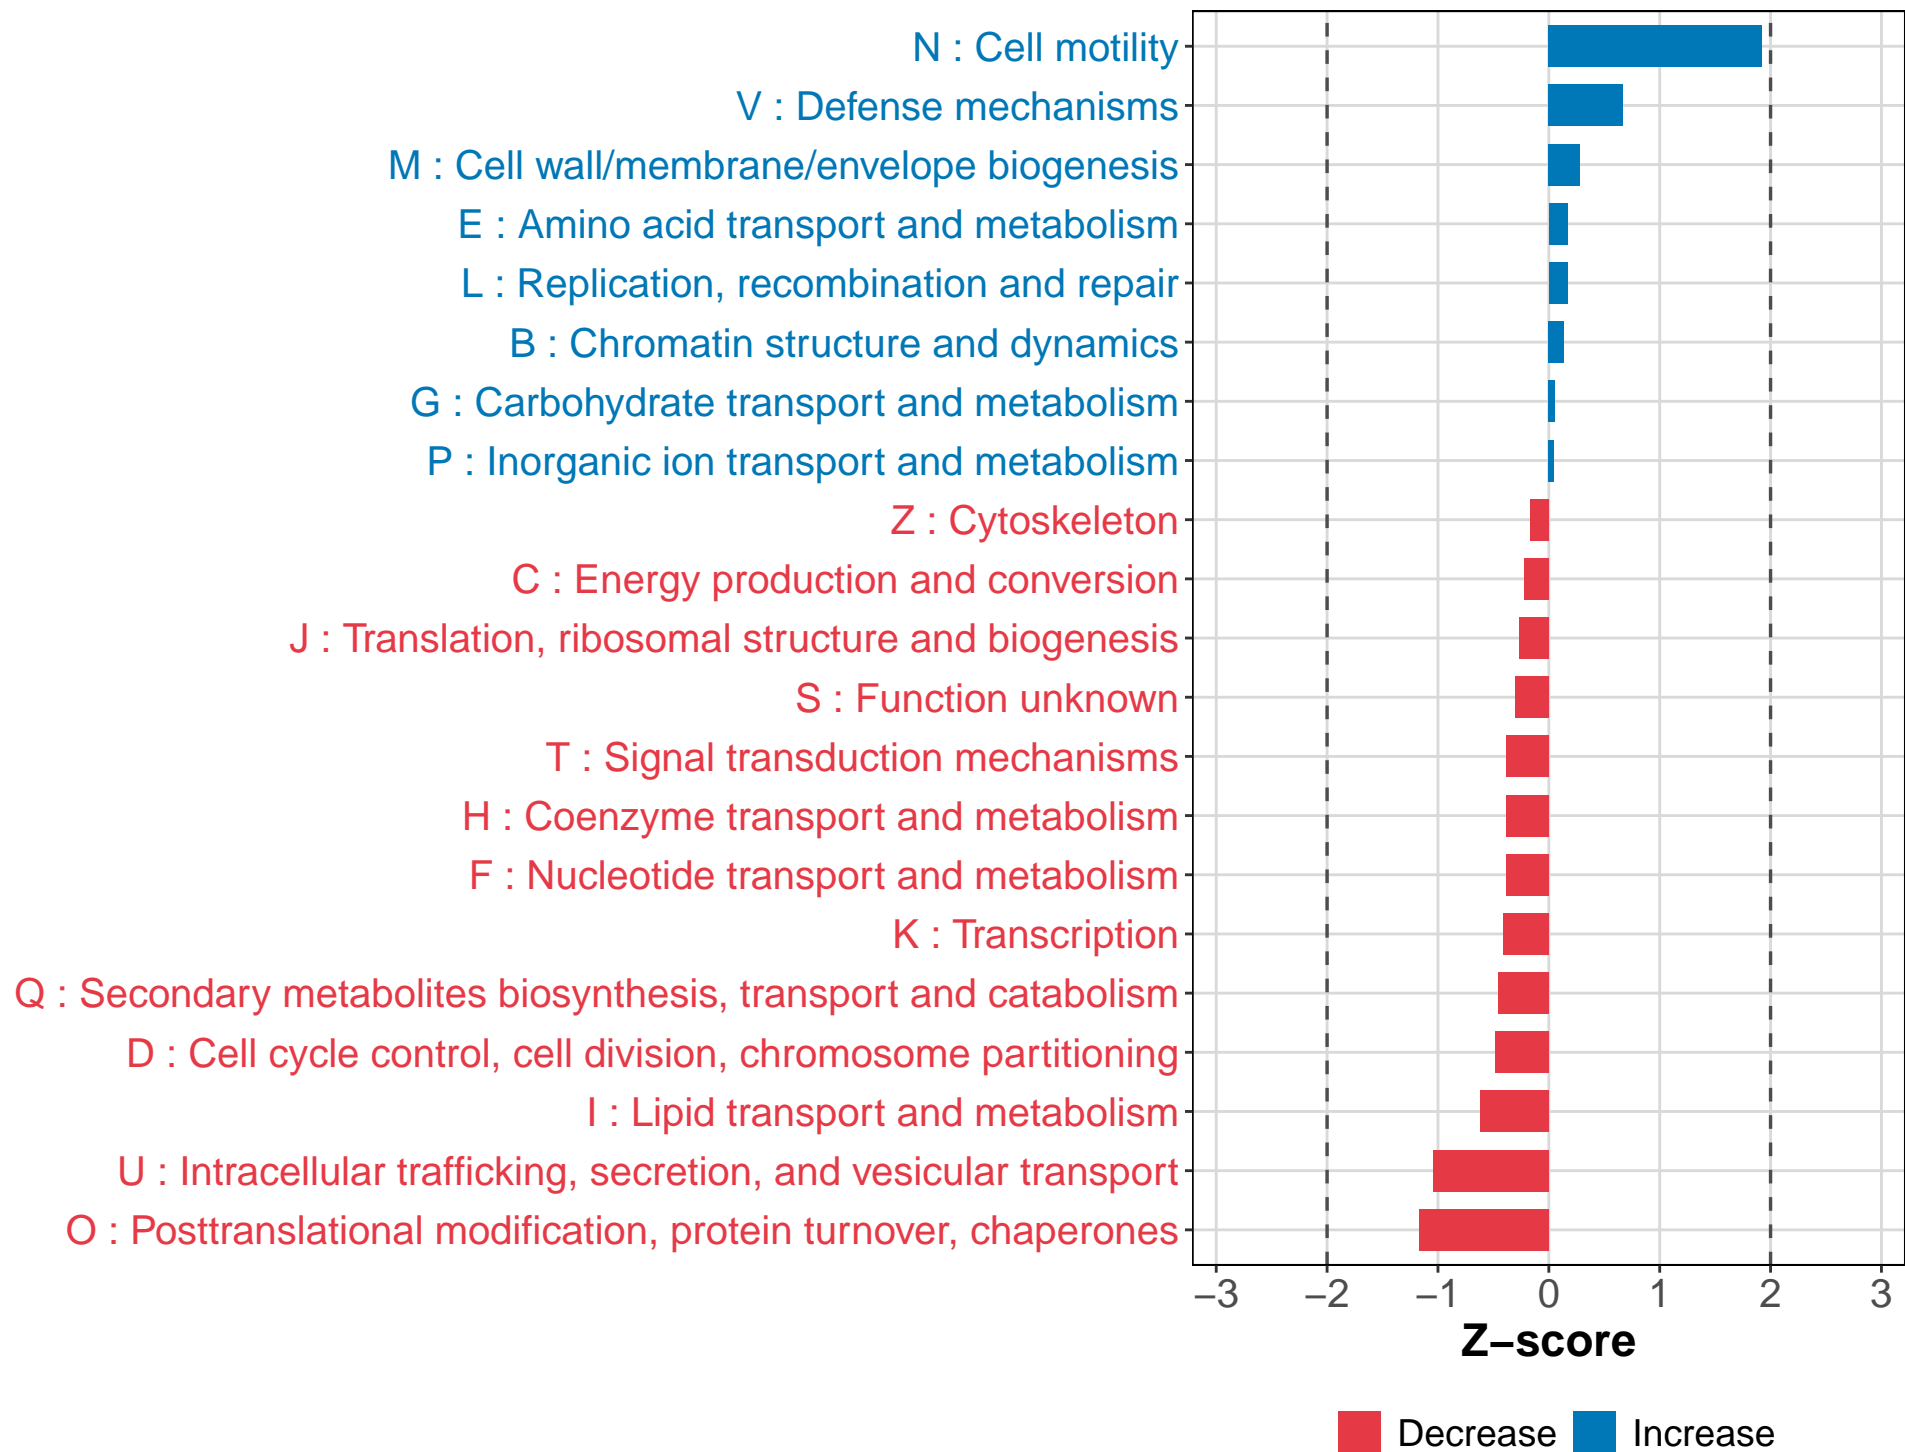 N : Cell motility
V : Defense mechanisms
M : Cell wall/membrane/envelope biogenesis
E : Amino acid transport and metabolism
L : Replication, recombination and repair
B : Chromatin structure and dynamics
G : Carbohydrate transport and metabolism
P : Inorganic ion transport and metabolism
Z : Cytoskeleton
C : Energy production and conversion
J : Translation, ribosomal structure and biogenesis
S : Function unknown
T : Signal transduction mechanisms
H : Coenzyme transport and metabolism
F : Nucleotide transport and metabolism
K : Transcription
Q : Secondary metabolites biosynthesis, transport and catabolism
D : Cell cycle control, cell division, chromosome partitioning
I : Lipid transport and metabolism
U : Intracellular trafficking, secretion, and vesicular transport
O : Posttranslational modification, protein turnover, chaperones
−3 −2 −1 0 1 2 3
Z−score
Decrease Increase